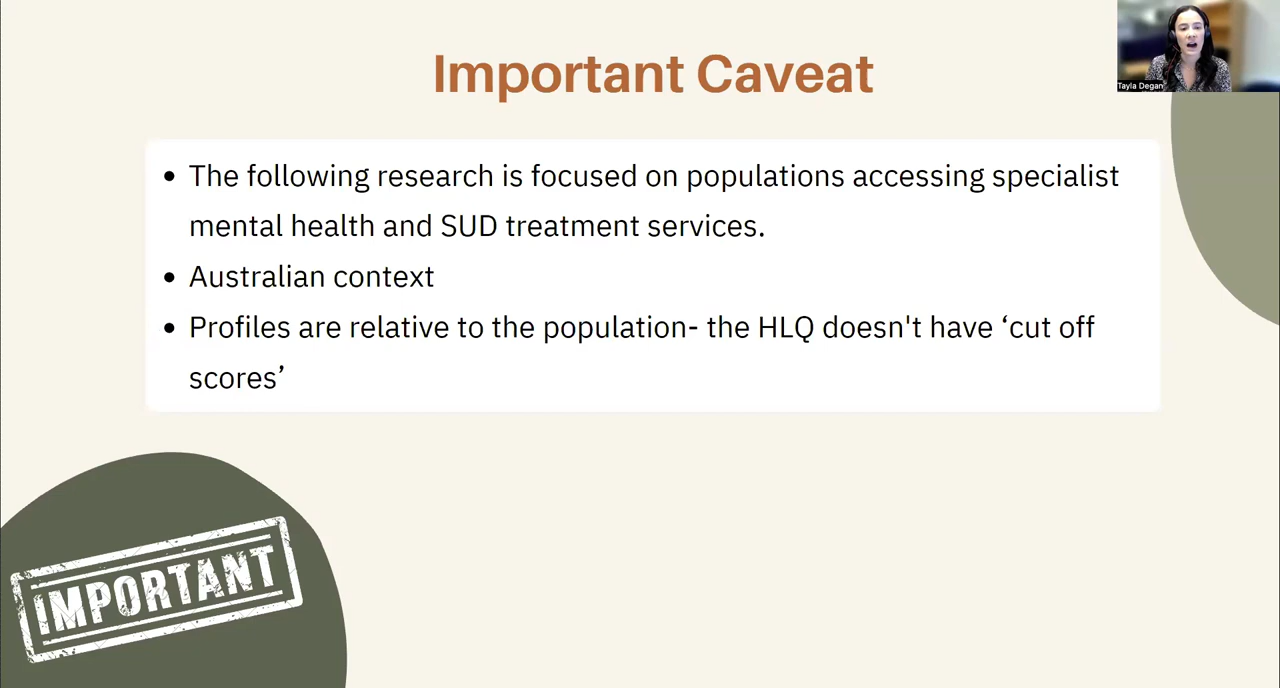 Important Caveat
Tayla Degan
• The following research is focused on populations accessing specialist
mental health and SUD treatment services.
• Australian context
• Profiles are relative to the population- the HLQ doesn't have ‘cut off
scores’
IMPORTANT